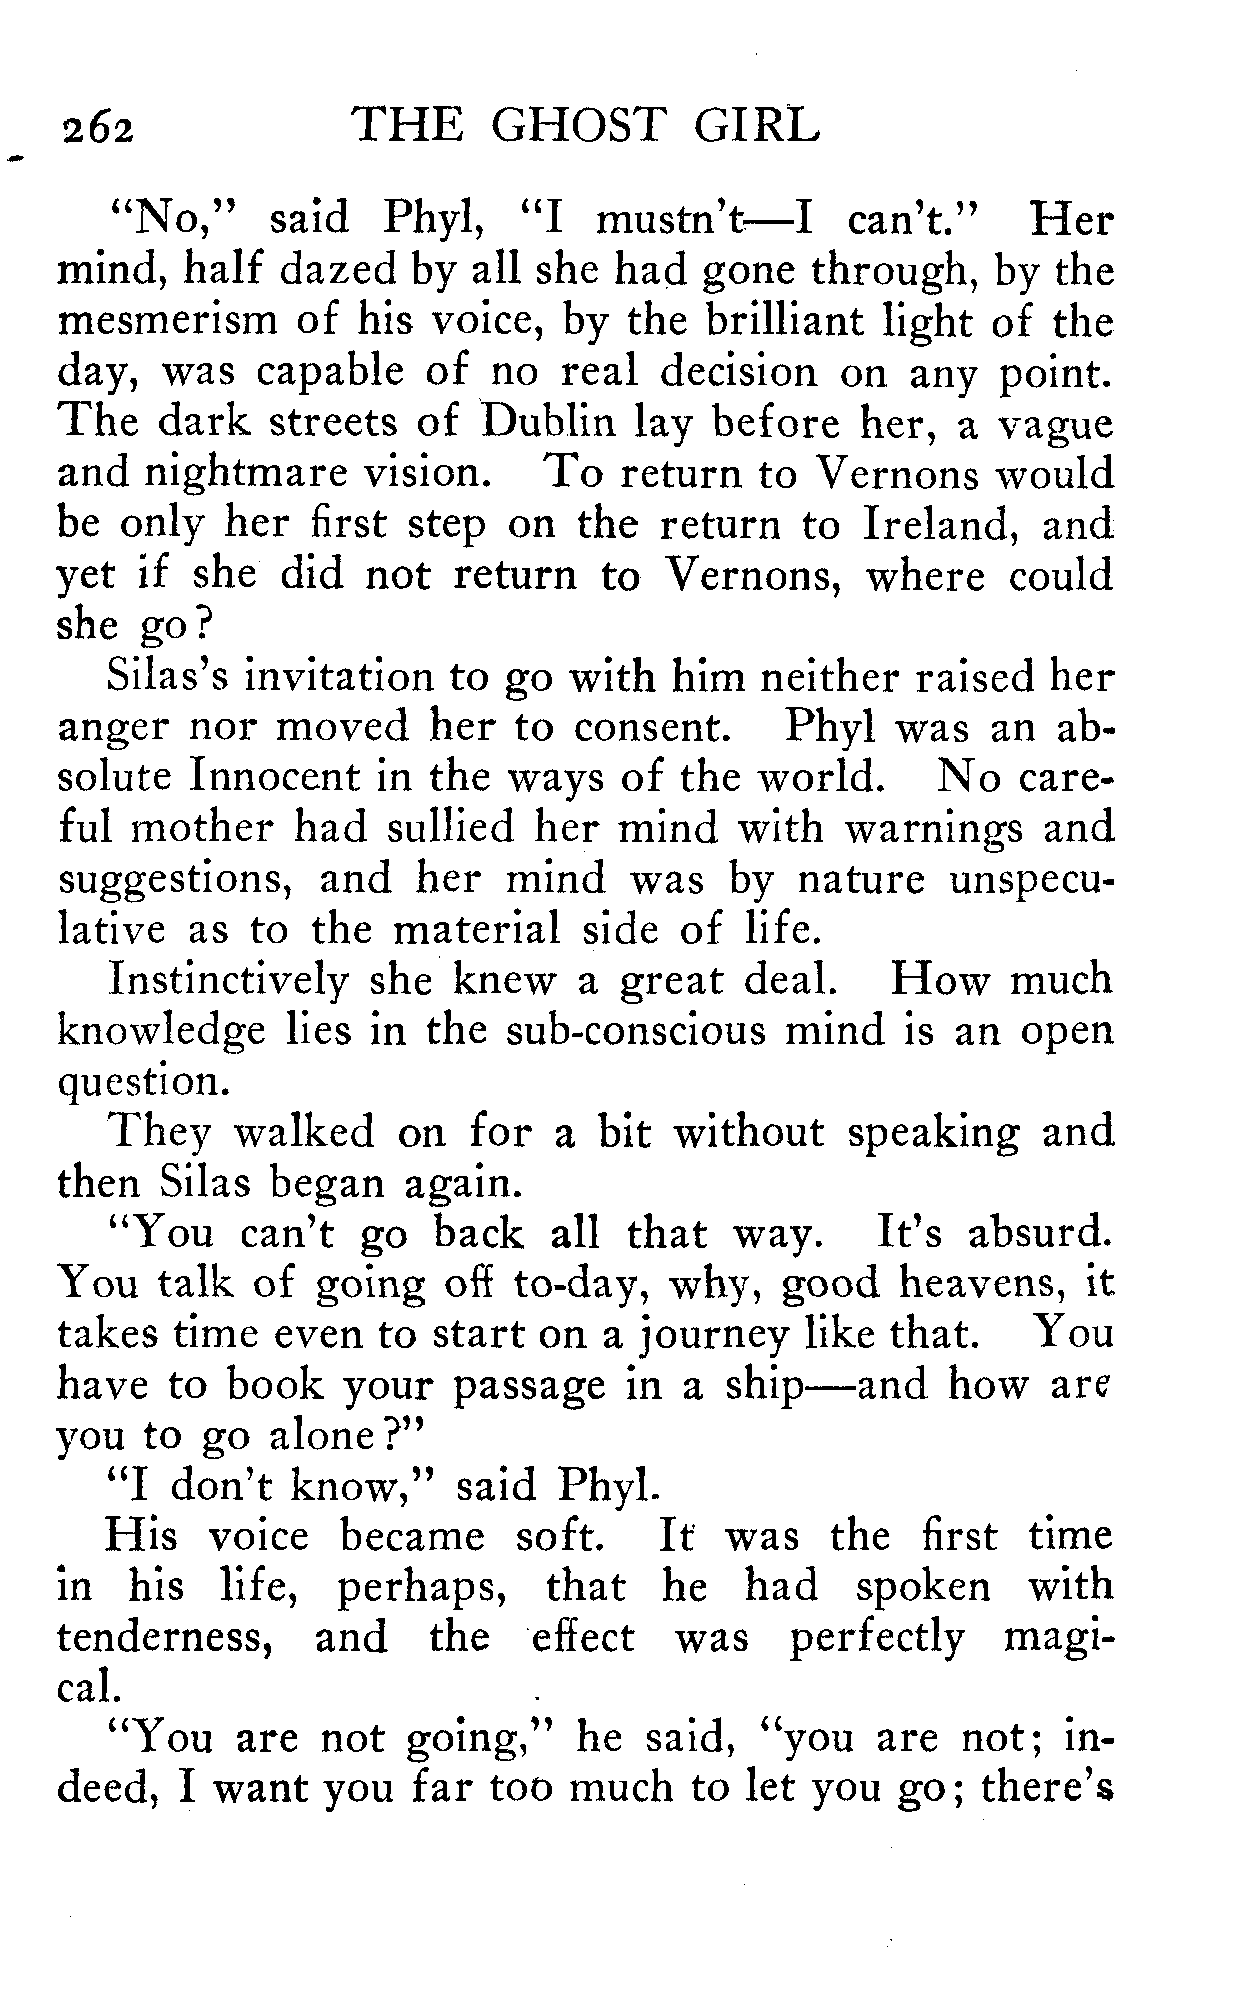 262 THE GHOST GIRL
“No,” said Phyl, “I mustn’t—I can’t.” Her
mind, half dazed by all she had gone through, by the
mesmerism of his voice, by the brilliant light of the
day, was capable of no real decision on any point.
The dark streets of Dublin lay before her, a vague
and nightmare vision. To return to Vernons would
be only her first step on the return to Ireland, and
yet if she did not return to Vernons, where could
she go?
Silas’s invitation to go with him neither raised her
anger nor moved her to consent. Phyl was an ab-
solute Innocent in the ways of the world. No care-
ful mother had sullied her mind with warnings and
suggestions, and her mind was by nature unspecu-
lative as to the material side of life.
Instinctively she knew a great deal. How much
knowledge lies in the sub-conscious mind is an open
question.
They walked on for a bit without speaking and
then Silas began again.
“You can’t go back all that way. It’s absurd.
You talk of going off to-day, why, good heavens, it
takes time even to start on a journey like that. You
have to book your passage in a ship—and how are
you to go alone?”
“I don’t know,” said Phyl.
His voice became soft. It was the first time
in his life, perhaps, that he had spoken with
tenderness, and the effect was perfectly magi-
cal.
“You are not going,” he said, “you are not; in-
deed, I want you far too much to let you go; there’s